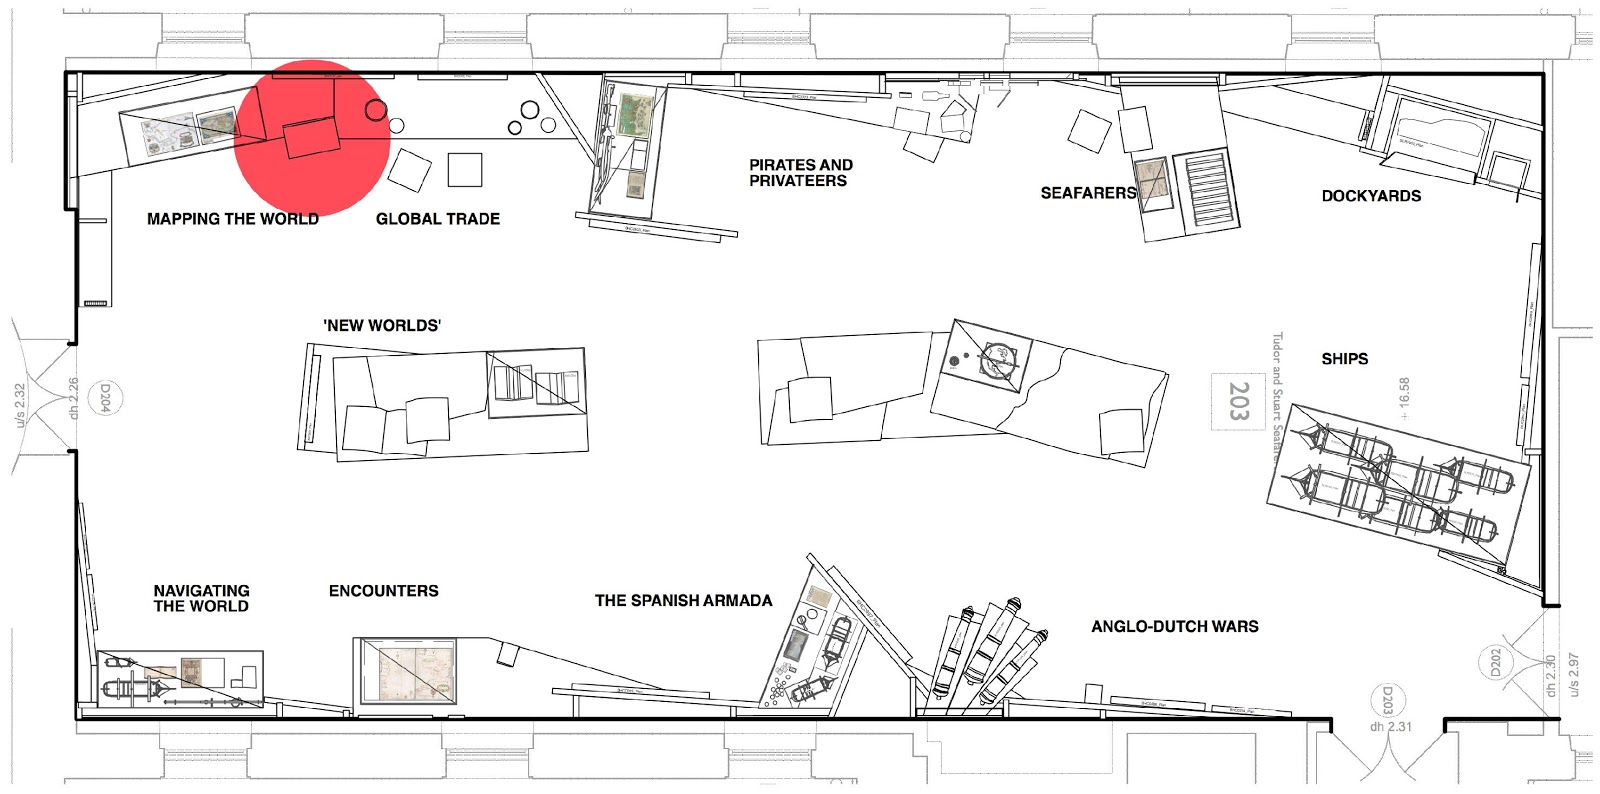 PIRATES AND
PRIVATEERS
SEAFARERS
DOCKYARDS
MAPPING THE WORLD
GLOBAL TRADE
'NEW WORLDS'
SHIPS
203
Tudor and Stuart Seafare
16.58
u/s 2.32
dh 2.26
D204
NAVIGATING
THE WORLD
ENCOUNTERS
THE SPANISH ARMADA
ANGLO-DUTCH WARS
D202
dh 2.30
u/s 2.97
D203
dh 2.31